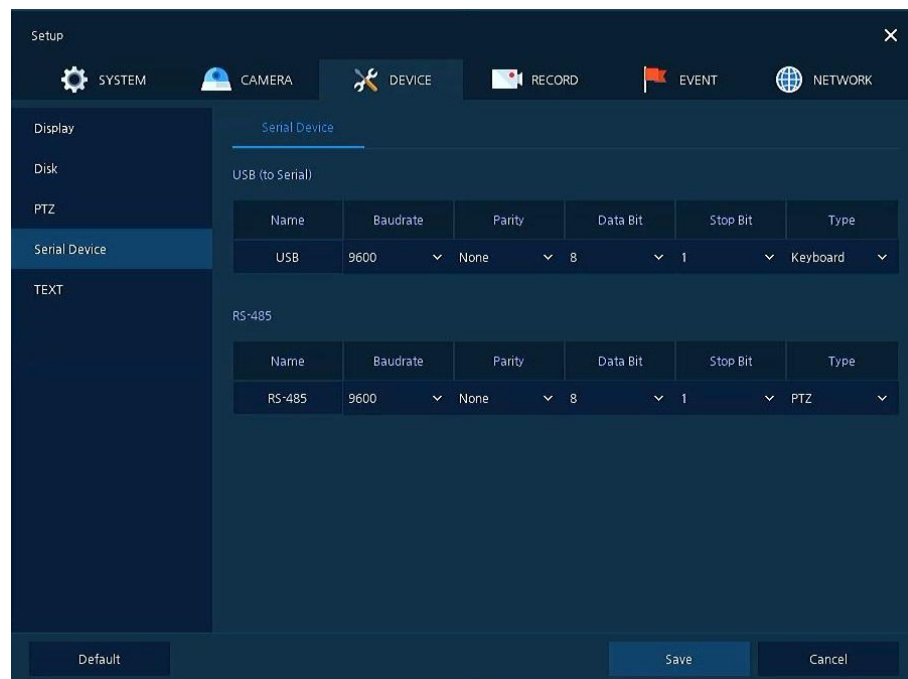 Setup
SYSTEM CAMERA DEVICE RECORD EVENT NETWORK
Display
Disk
PTZ
Serial Device
TEXT
Serial Device
USB (to Serial)
Name Baudrate Parity Data Bit Stop Bit Type
USB 9600 None 8 1 Keyboard
RS-485
Name Baudrate Parity Data Bit Stop Bit Type
RS-485 9600 None 8 1 PTZ
Default Save Cancel